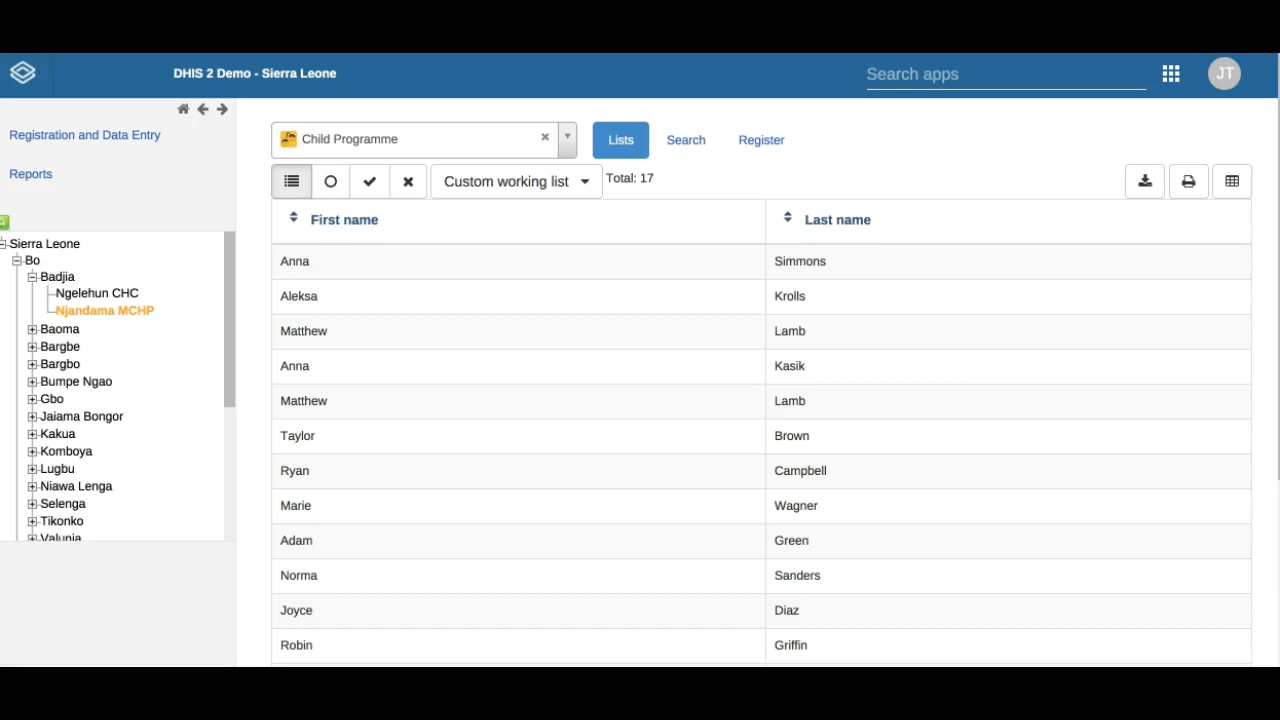 DHIS 2 Demo - Sierra Leone
Search apps
JT
Registration and Data Entry
Reports
Sierra Leone
Bo
Badjia
Ngelehun CHC
Njandama MCHP
Baoma
Bargbe
Bargbo
Bumpe Ngao
Gbo
Jaiama Bongor
Kakua
Komboya
Lugbu
Niawa Lenga
Selenga
Tikonko
Valunia
Child Programme
Lists
Search
Register
Custom working list
Total: 17
First name Last name
Anna Simmons
Aleksa Krolls
Matthew Lamb
Anna Kasik
Matthew Lamb
Taylor Brown
Ryan Campbell
Marie Wagner
Adam Green
Norma Sanders
Joyce Diaz
Robin Griffin